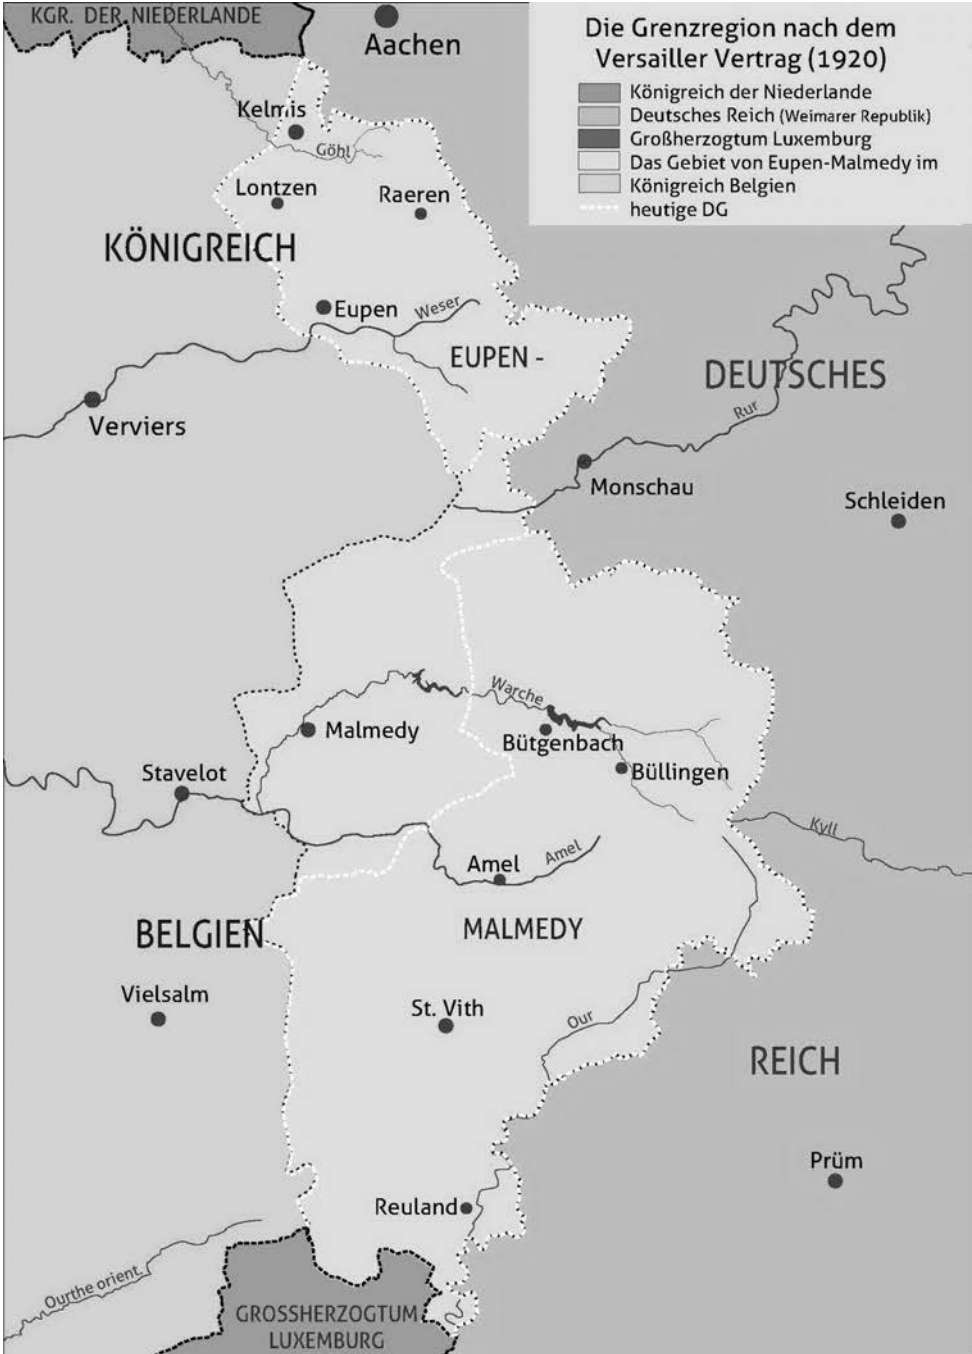 KGR. DER NIEDERLANDE
Aachen
Die Grenzregion nach dem
Versailler Vertrag (1920)
Königreich der Niederlande
Deutsches Reich (Weimarer Republik)
Großherzogtum Luxemburg
Das Gebiet von Eupen-Malmedy im
Königreich Belgien
heutige DG
Kelmis
Göhl
Lontzen
Raeren
KÖNIGREICH
Eupen
Weser
EUPEN -
DEUTSCHES
Verviers
Rur
Monschau
Schleiden
Warche
Malmedy
Bütgenbach
Stavelot
Büllingen
Kyll
Amel
Amel
BELGIEN
MALMEDY
Vielsalm
St. Vith
Our
REICH
Prüm
Reuland
Ourthe orient.
GROSSHERZOGTUM
LUXEMBURG